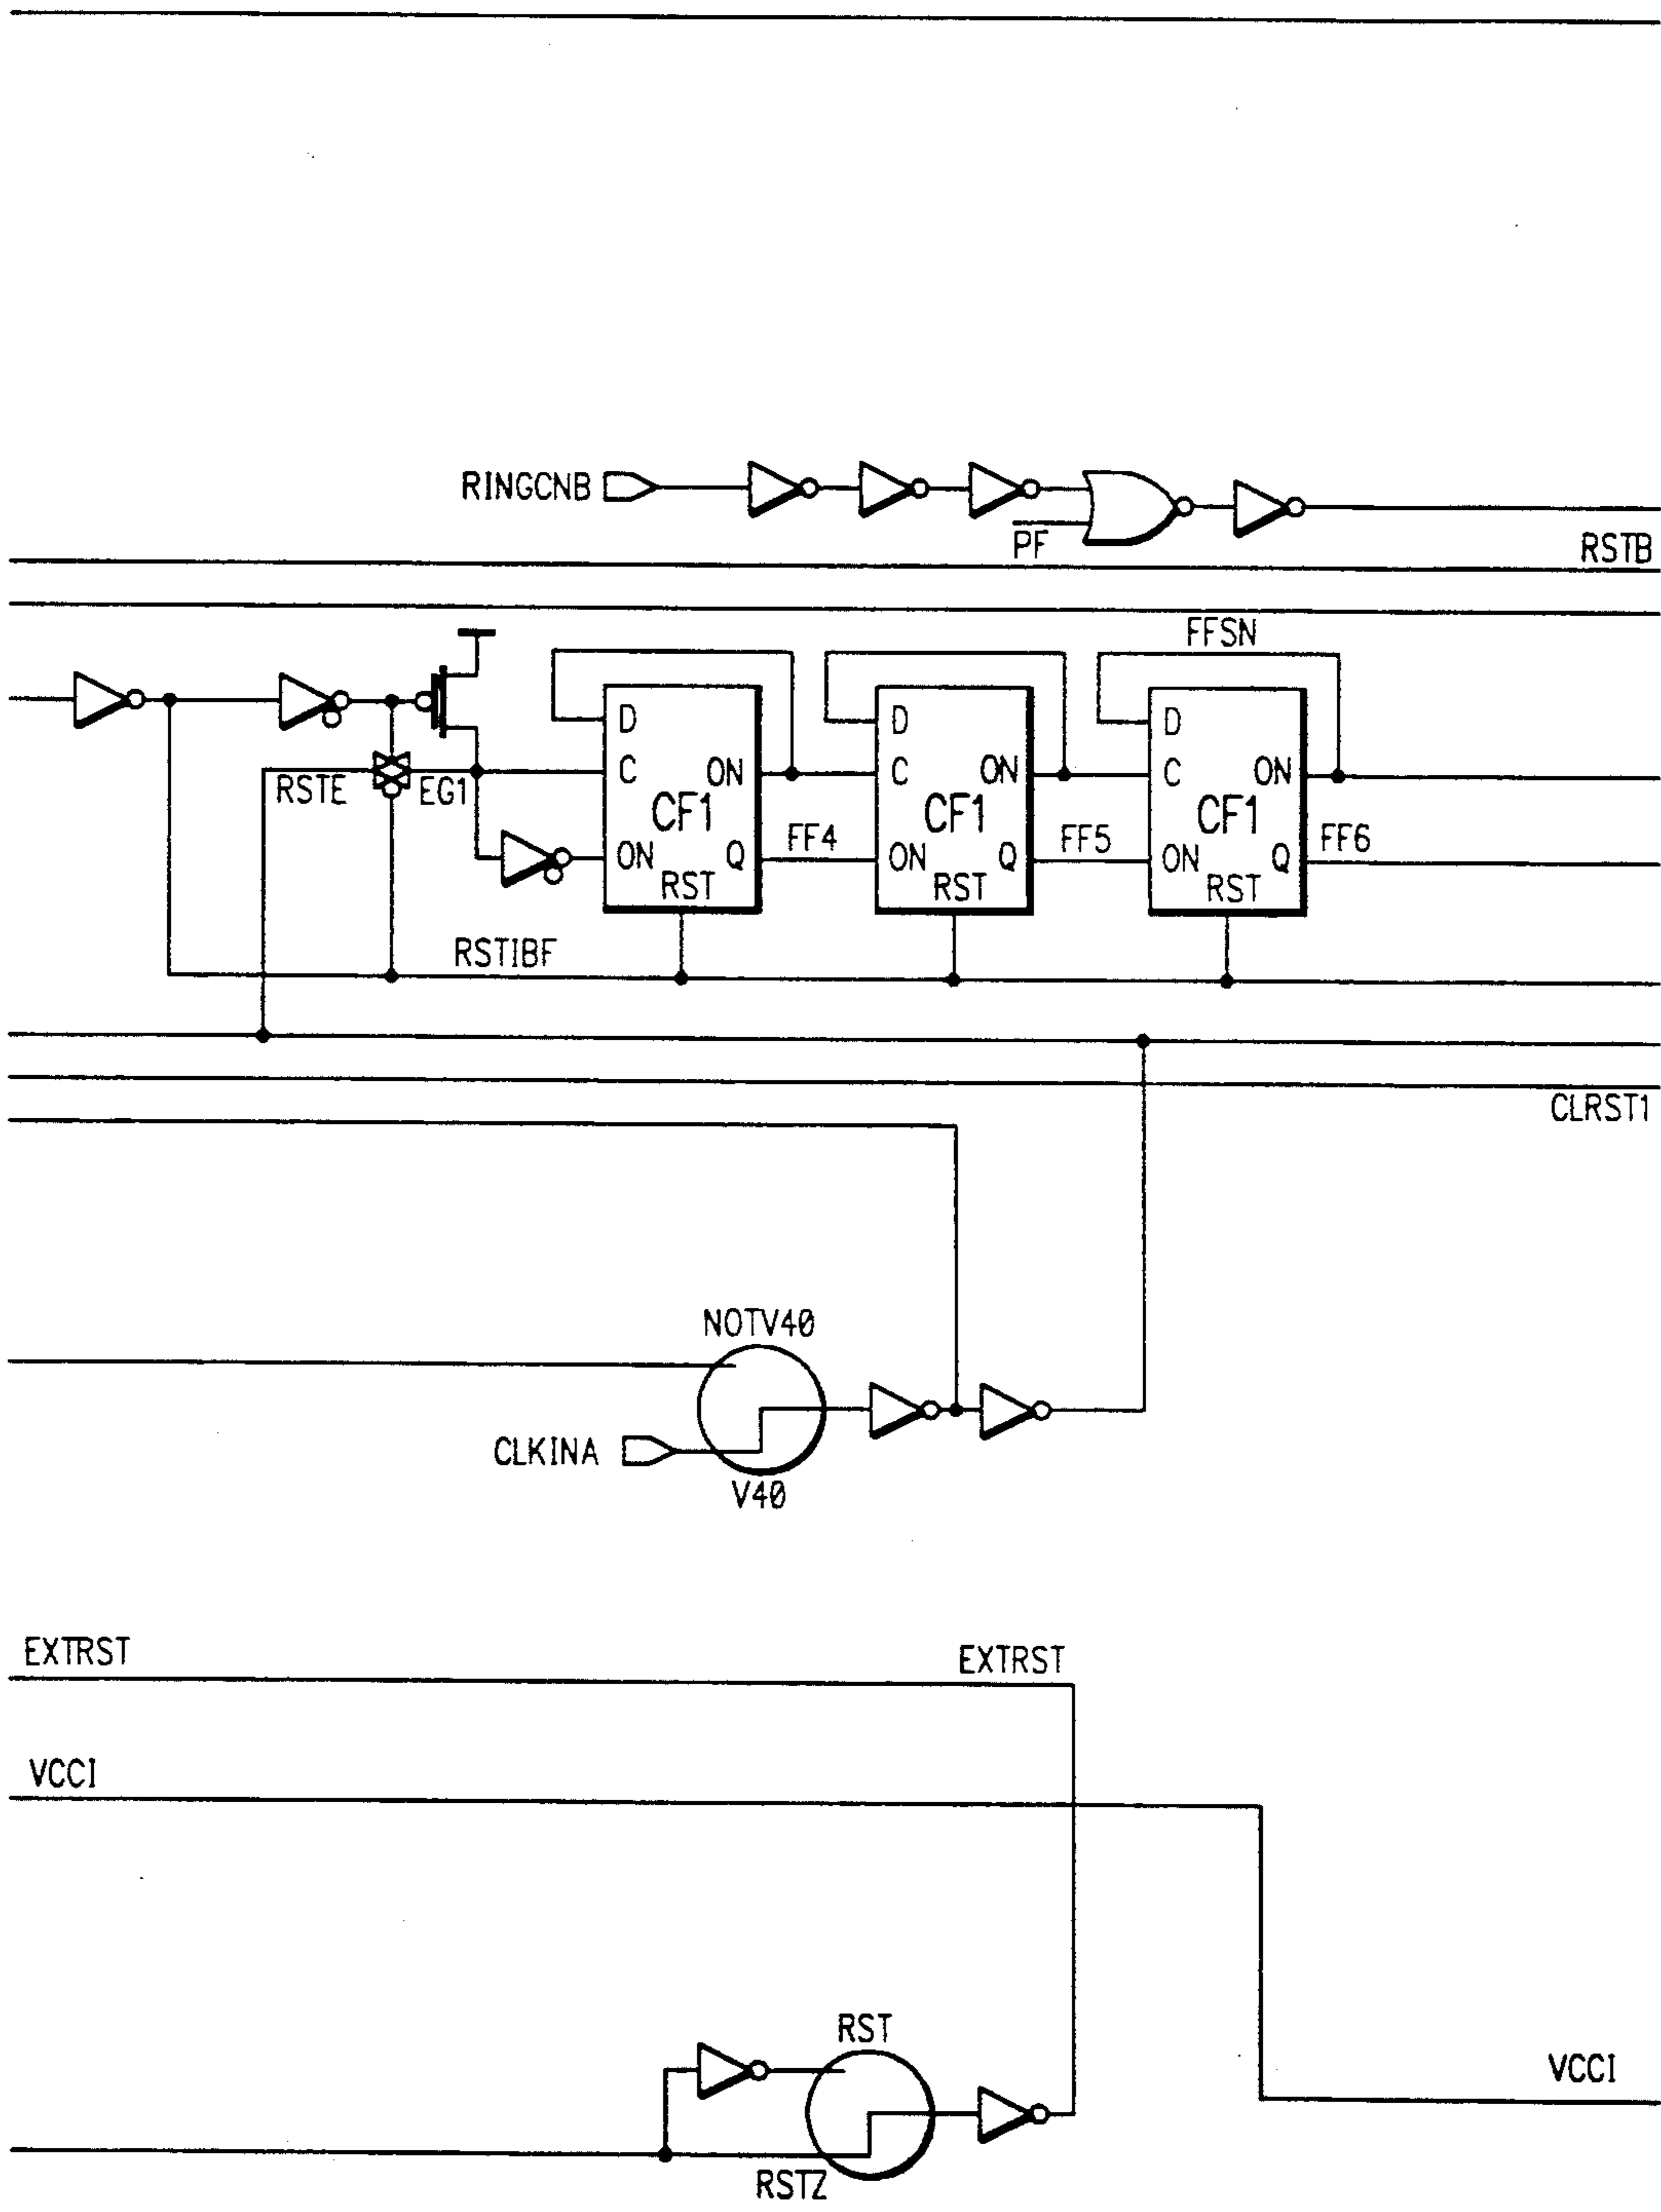 RINGCNB
PF
RSTB
FFSN
D
C
ON
CF1
ON
Q
RST
D
C
ON
CF1
ON
Q
RST
D
C
ON
CF1
ON
Q
RST
RSTE
EG1
FF4
FF5
FF6
RSTIBF
CLRST1
NOTV40
CLKINA
V40
EXTRST
EXTRST
VCCI
RST
VCCI
RSTZ